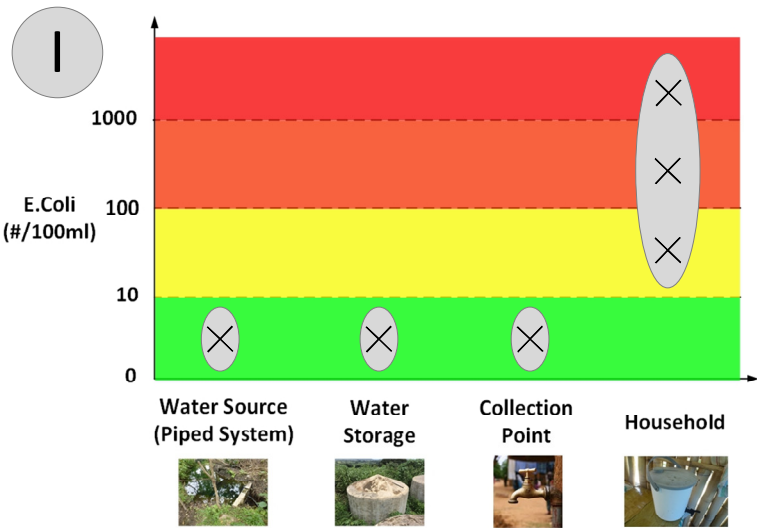 I
1000
E.Coli
(#/100ml)
100
10
0
Water Source
(Piped System)
Water
Storage
Collection
Point
Household